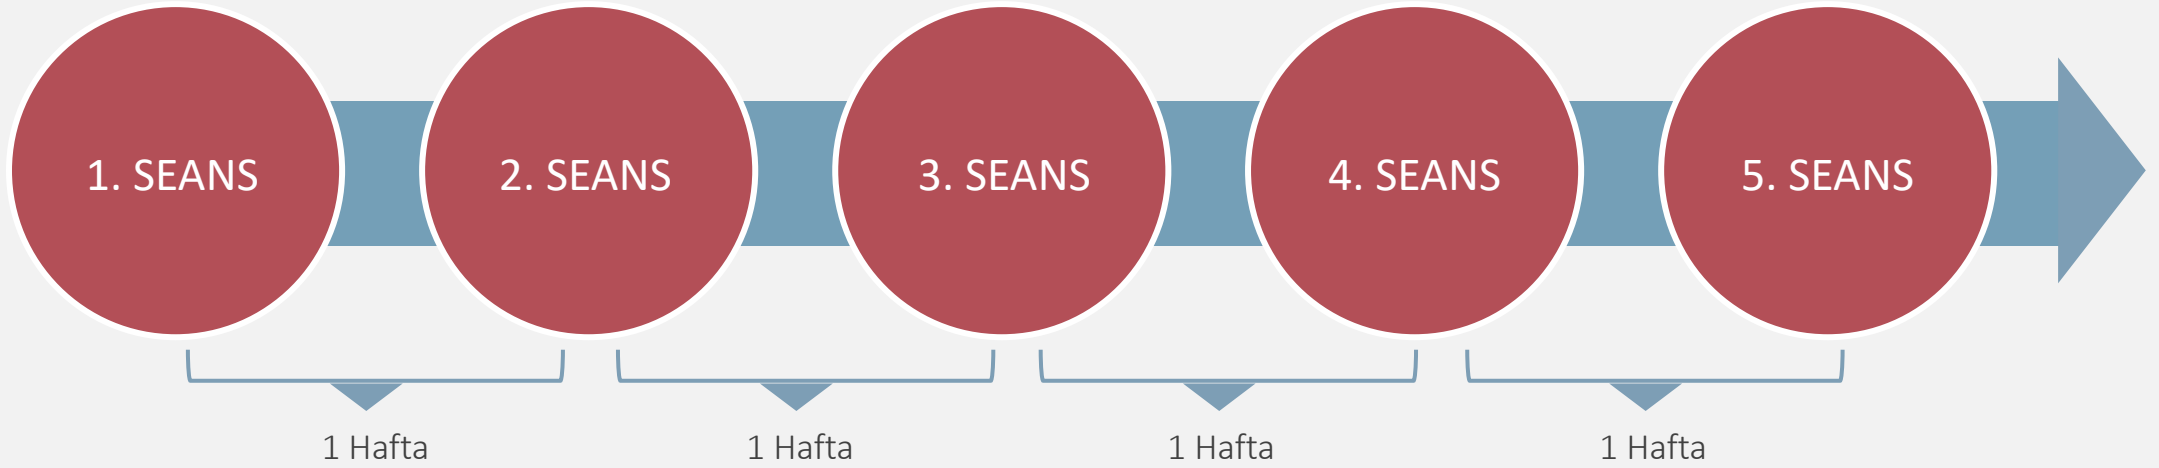 1. SEANS
2. SEANS
3. SEANS
4. SEANS
5. SEANS
1 Hafta
1 Hafta
1 Hafta
1 Hafta